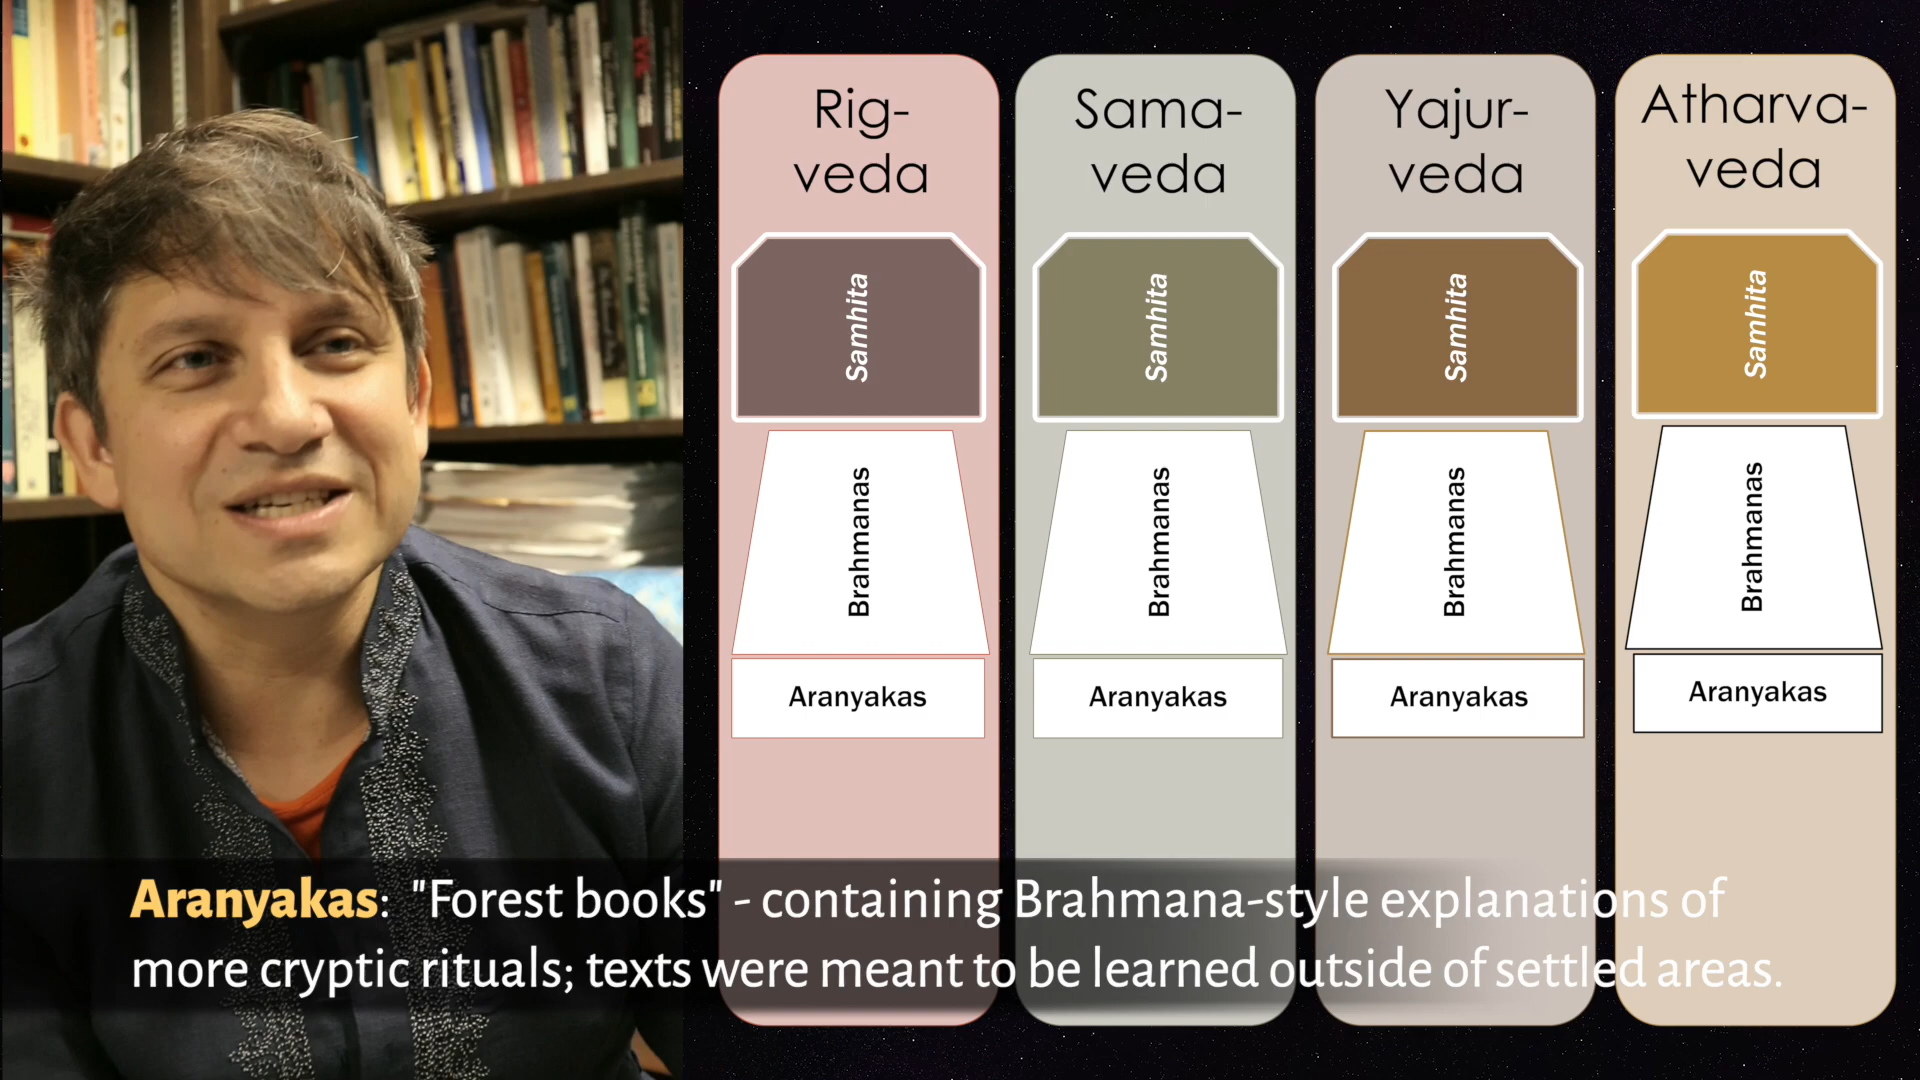 Rig-
veda
Samhita
Brahmanas
Aranyakas
Sama-
veda
Samhita
Brahmanas
Aranyakas
Yajur-
veda
Samhita
Brahmanas
Aranyakas
Atharva-
veda
Samhita
Brahmanas
Aranyakas
Aranyakas: "Forest books" - containing Brahmana-style explanations of
more cryptic rituals; texts were meant to be learned outside of settled areas.